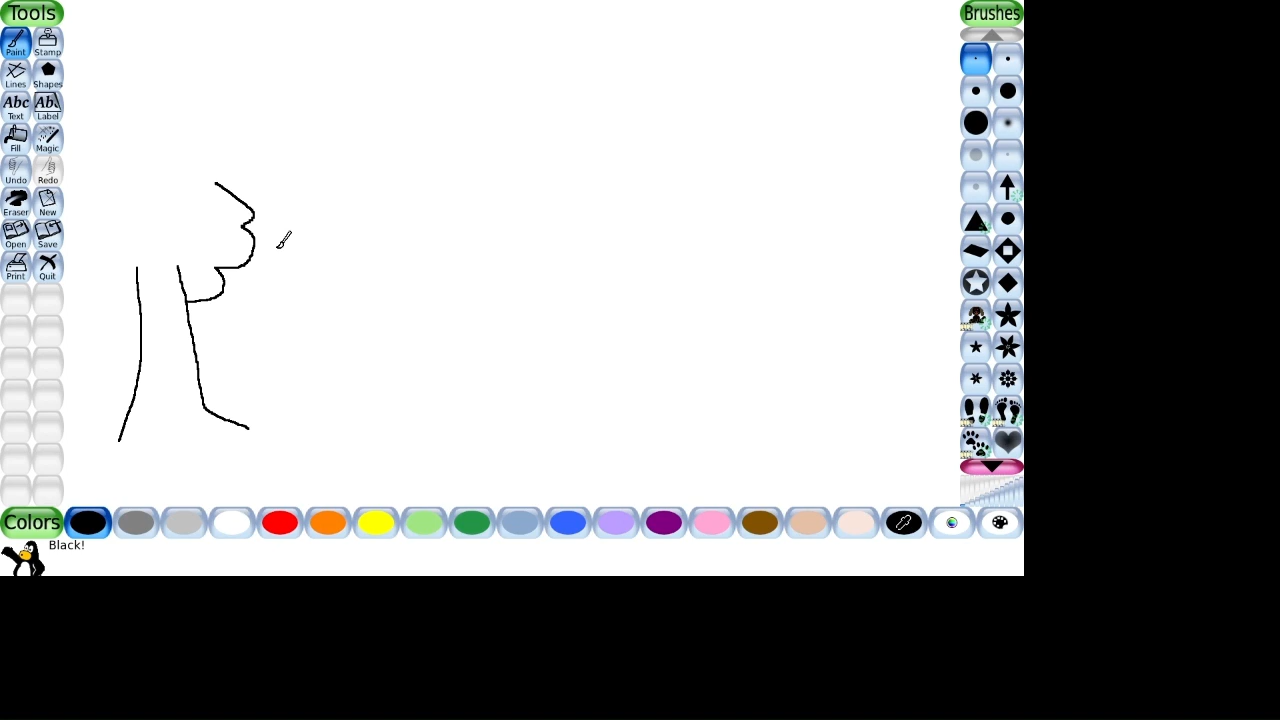 Tools
Brushes
Paint
Stamp
Lines
Shapes
Abc
Text
Abc
Label
Fill
Magic
Undo
Redo
Eraser
New
Open
Save
Print
Quit
Colors
Black!